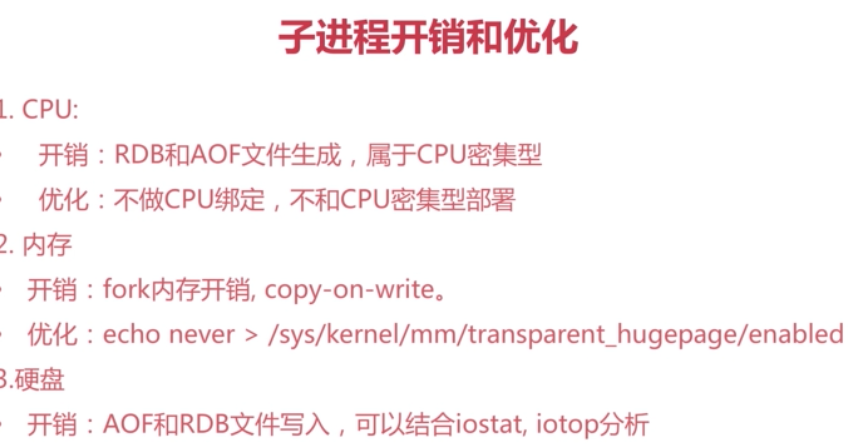 子进程开销和优化
1. CPU:
• 开销：RDB和AOF文件生成，属于CPU密集型
• 优化：不做CPU绑定，不和CPU密集型部署
2. 内存
• 开销：fork内存开销, copy-on-write。
• 优化：echo never > /sys/kernel/mm/transparent_hugepage/enabled
3.硬盘
• 开销：AOF和RDB文件写入，可以结合iostat, iotop分析